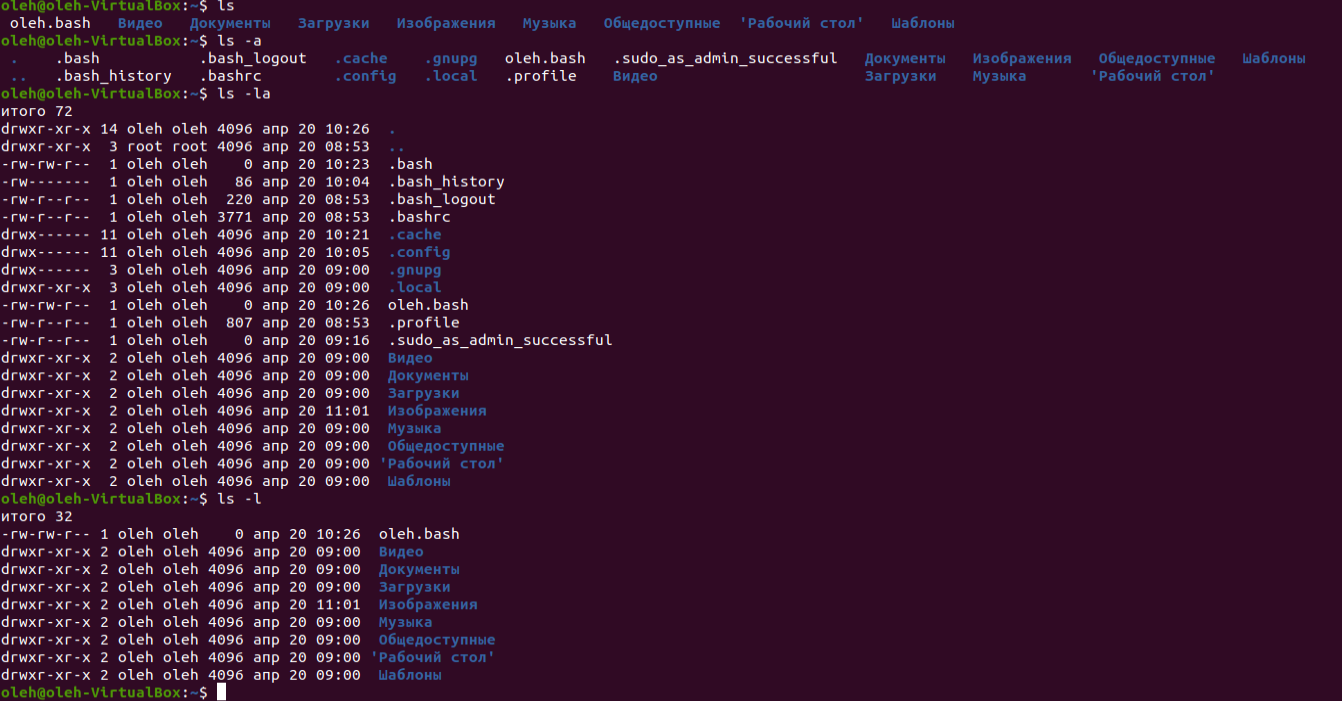 oleh@oleh-VirtualBox:~$ ls
oleh.bash Видео Документы Загрузки Изображения Музыка Общедоступные 'Рабочий стол' Шаблоны
oleh@oleh-VirtualBox:~$ ls -a
. .bash .bash_logout .cache .gnupg oleh.bash .sudo_as_admin_successful Документы Изображения Общедоступные Шаблоны
.. .bash_history .bashrc .config .local .profile Видео Загрузки Музыка 'Рабочий стол'
oleh@oleh-VirtualBox:~$ ls -la
итого 72
drwxr-xr-x 14 oleh oleh 4096 апр 20 10:26 .
drwxr-xr-x 3 root root 4096 апр 20 08:53 ..
-rw-rw-r-- 1 oleh oleh 0 апр 20 10:23 .bash
-rw------- 1 oleh oleh 86 апр 20 10:04 .bash_history
-rw-r--r-- 1 oleh oleh 220 апр 20 08:53 .bash_logout
-rw-r--r-- 1 oleh oleh 3771 апр 20 08:53 .bashrc
drwx------ 11 oleh oleh 4096 апр 20 10:21 .cache
drwx------ 11 oleh oleh 4096 апр 20 10:05 .config
drwx------ 3 oleh oleh 4096 апр 20 09:00 .gnupg
drwxr-xr-x 3 oleh oleh 4096 апр 20 09:00 .local
-rw-rw-r-- 1 oleh oleh 0 апр 20 10:26 oleh.bash
-rw-r--r-- 1 oleh oleh 807 апр 20 08:53 .profile
-rw-r--r-- 1 oleh oleh 0 апр 20 09:16 .sudo_as_admin_successful
drwxr-xr-x 2 oleh oleh 4096 апр 20 09:00 Видео
drwxr-xr-x 2 oleh oleh 4096 апр 20 09:00 Документы
drwxr-xr-x 2 oleh oleh 4096 апр 20 09:00 Загрузки
drwxr-xr-x 2 oleh oleh 4096 апр 20 11:01 Изображения
drwxr-xr-x 2 oleh oleh 4096 апр 20 09:00 Музыка
drwxr-xr-x 2 oleh oleh 4096 апр 20 09:00 Общедоступные
drwxr-xr-x 2 oleh oleh 4096 апр 20 09:00 'Рабочий стол'
drwxr-xr-x 2 oleh oleh 4096 апр 20 09:00 Шаблоны
oleh@oleh-VirtualBox:~$ ls -l
итого 32
-rw-rw-r-- 1 oleh oleh 0 апр 20 10:26 oleh.bash
drwxr-xr-x 2 oleh oleh 4096 апр 20 09:00 Видео
drwxr-xr-x 2 oleh oleh 4096 апр 20 09:00 Документы
drwxr-xr-x 2 oleh oleh 4096 апр 20 09:00 Загрузки
drwxr-xr-x 2 oleh oleh 4096 апр 20 11:01 Изображения
drwxr-xr-x 2 oleh oleh 4096 апр 20 09:00 Музыка
drwxr-xr-x 2 oleh oleh 4096 апр 20 09:00 Общедоступные
drwxr-xr-x 2 oleh oleh 4096 апр 20 09:00 'Рабочий стол'
drwxr-xr-x 2 oleh oleh 4096 апр 20 09:00 Шаблоны
oleh@oleh-VirtualBox:~$